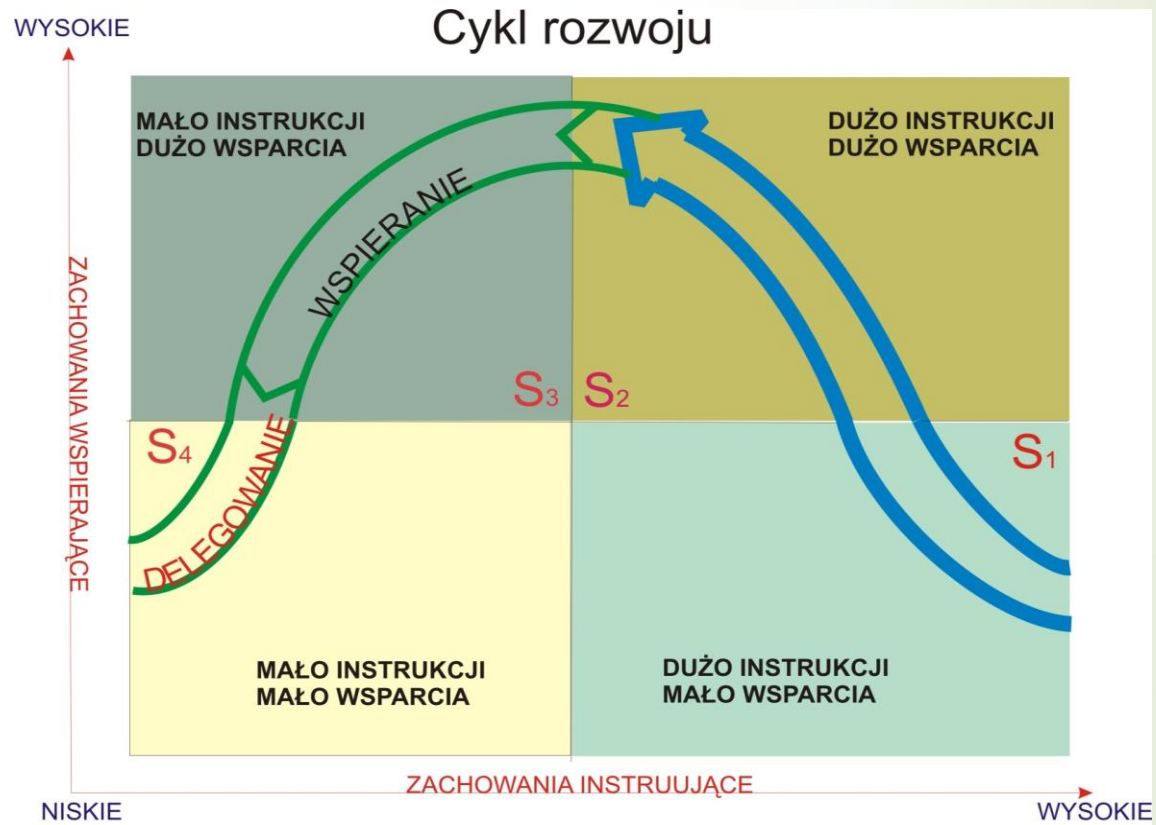 Cykl rozwoju
WYSOKIE
MAŁO INSTRUKCJI
DUŻO WSPARCIA
DUŻO INSTRUKCJI
DUŻO WSPARCIA
WSPIERANIE
ZACHOWANIA WSPIERAJĄCE
S3
S2
S4
S1
DELEGOWANIE
MAŁO INSTRUKCJI
MAŁO WSPARCIA
DUŻO INSTRUKCJI
MAŁO WSPARCIA
ZACHOWANIA INSTRUUJĄCE
NISKIE
WYSOKIE